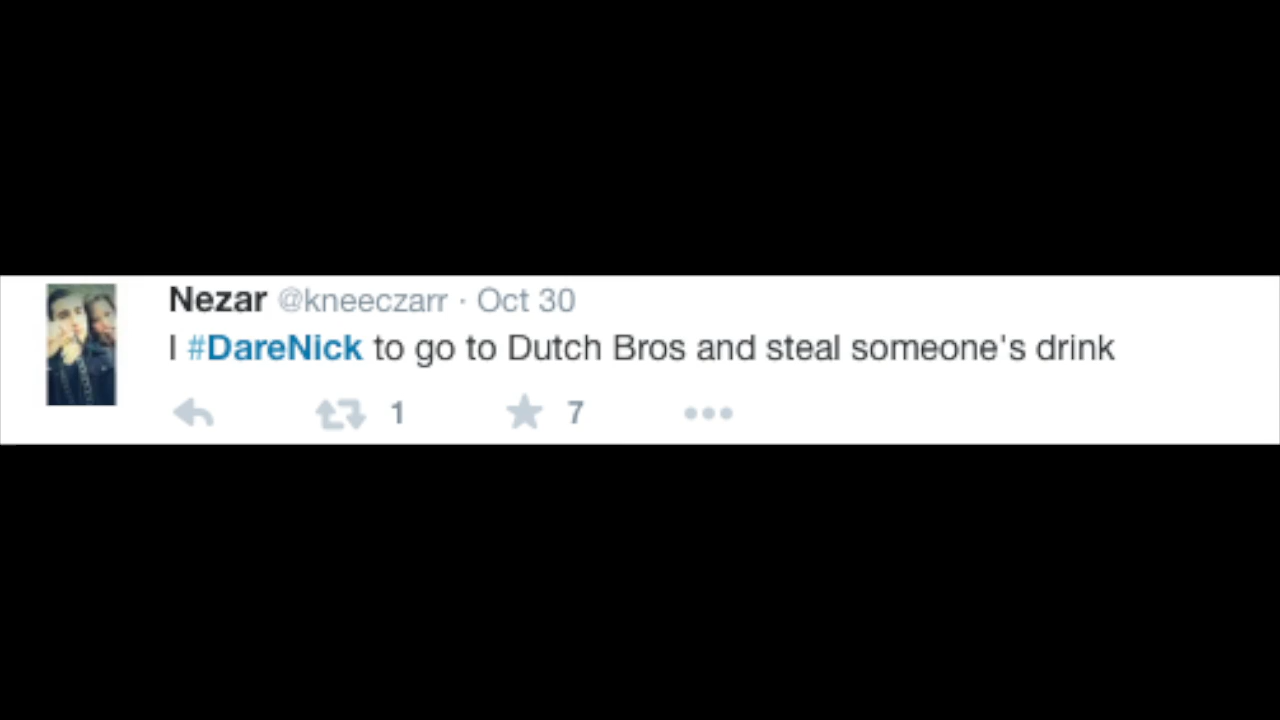 Nezar @kneeczarr · Oct 30
I #DareNick to go to Dutch Bros and steal someone's drink
1 7